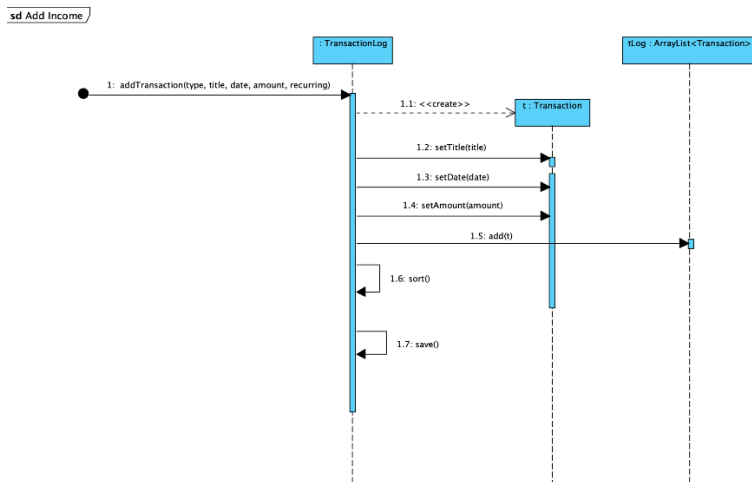 sd Add Income
: TransactionLog
tLog : ArrayList<Transaction>
1: addTransaction(type, title, date, amount, recurring)
1.1: <<create>>
t : Transaction
1.2: setTitle(title)
1.3: setDate(date)
1.4: setAmount(amount)
1.5: add(t)
1.6: sort()
1.7: save()